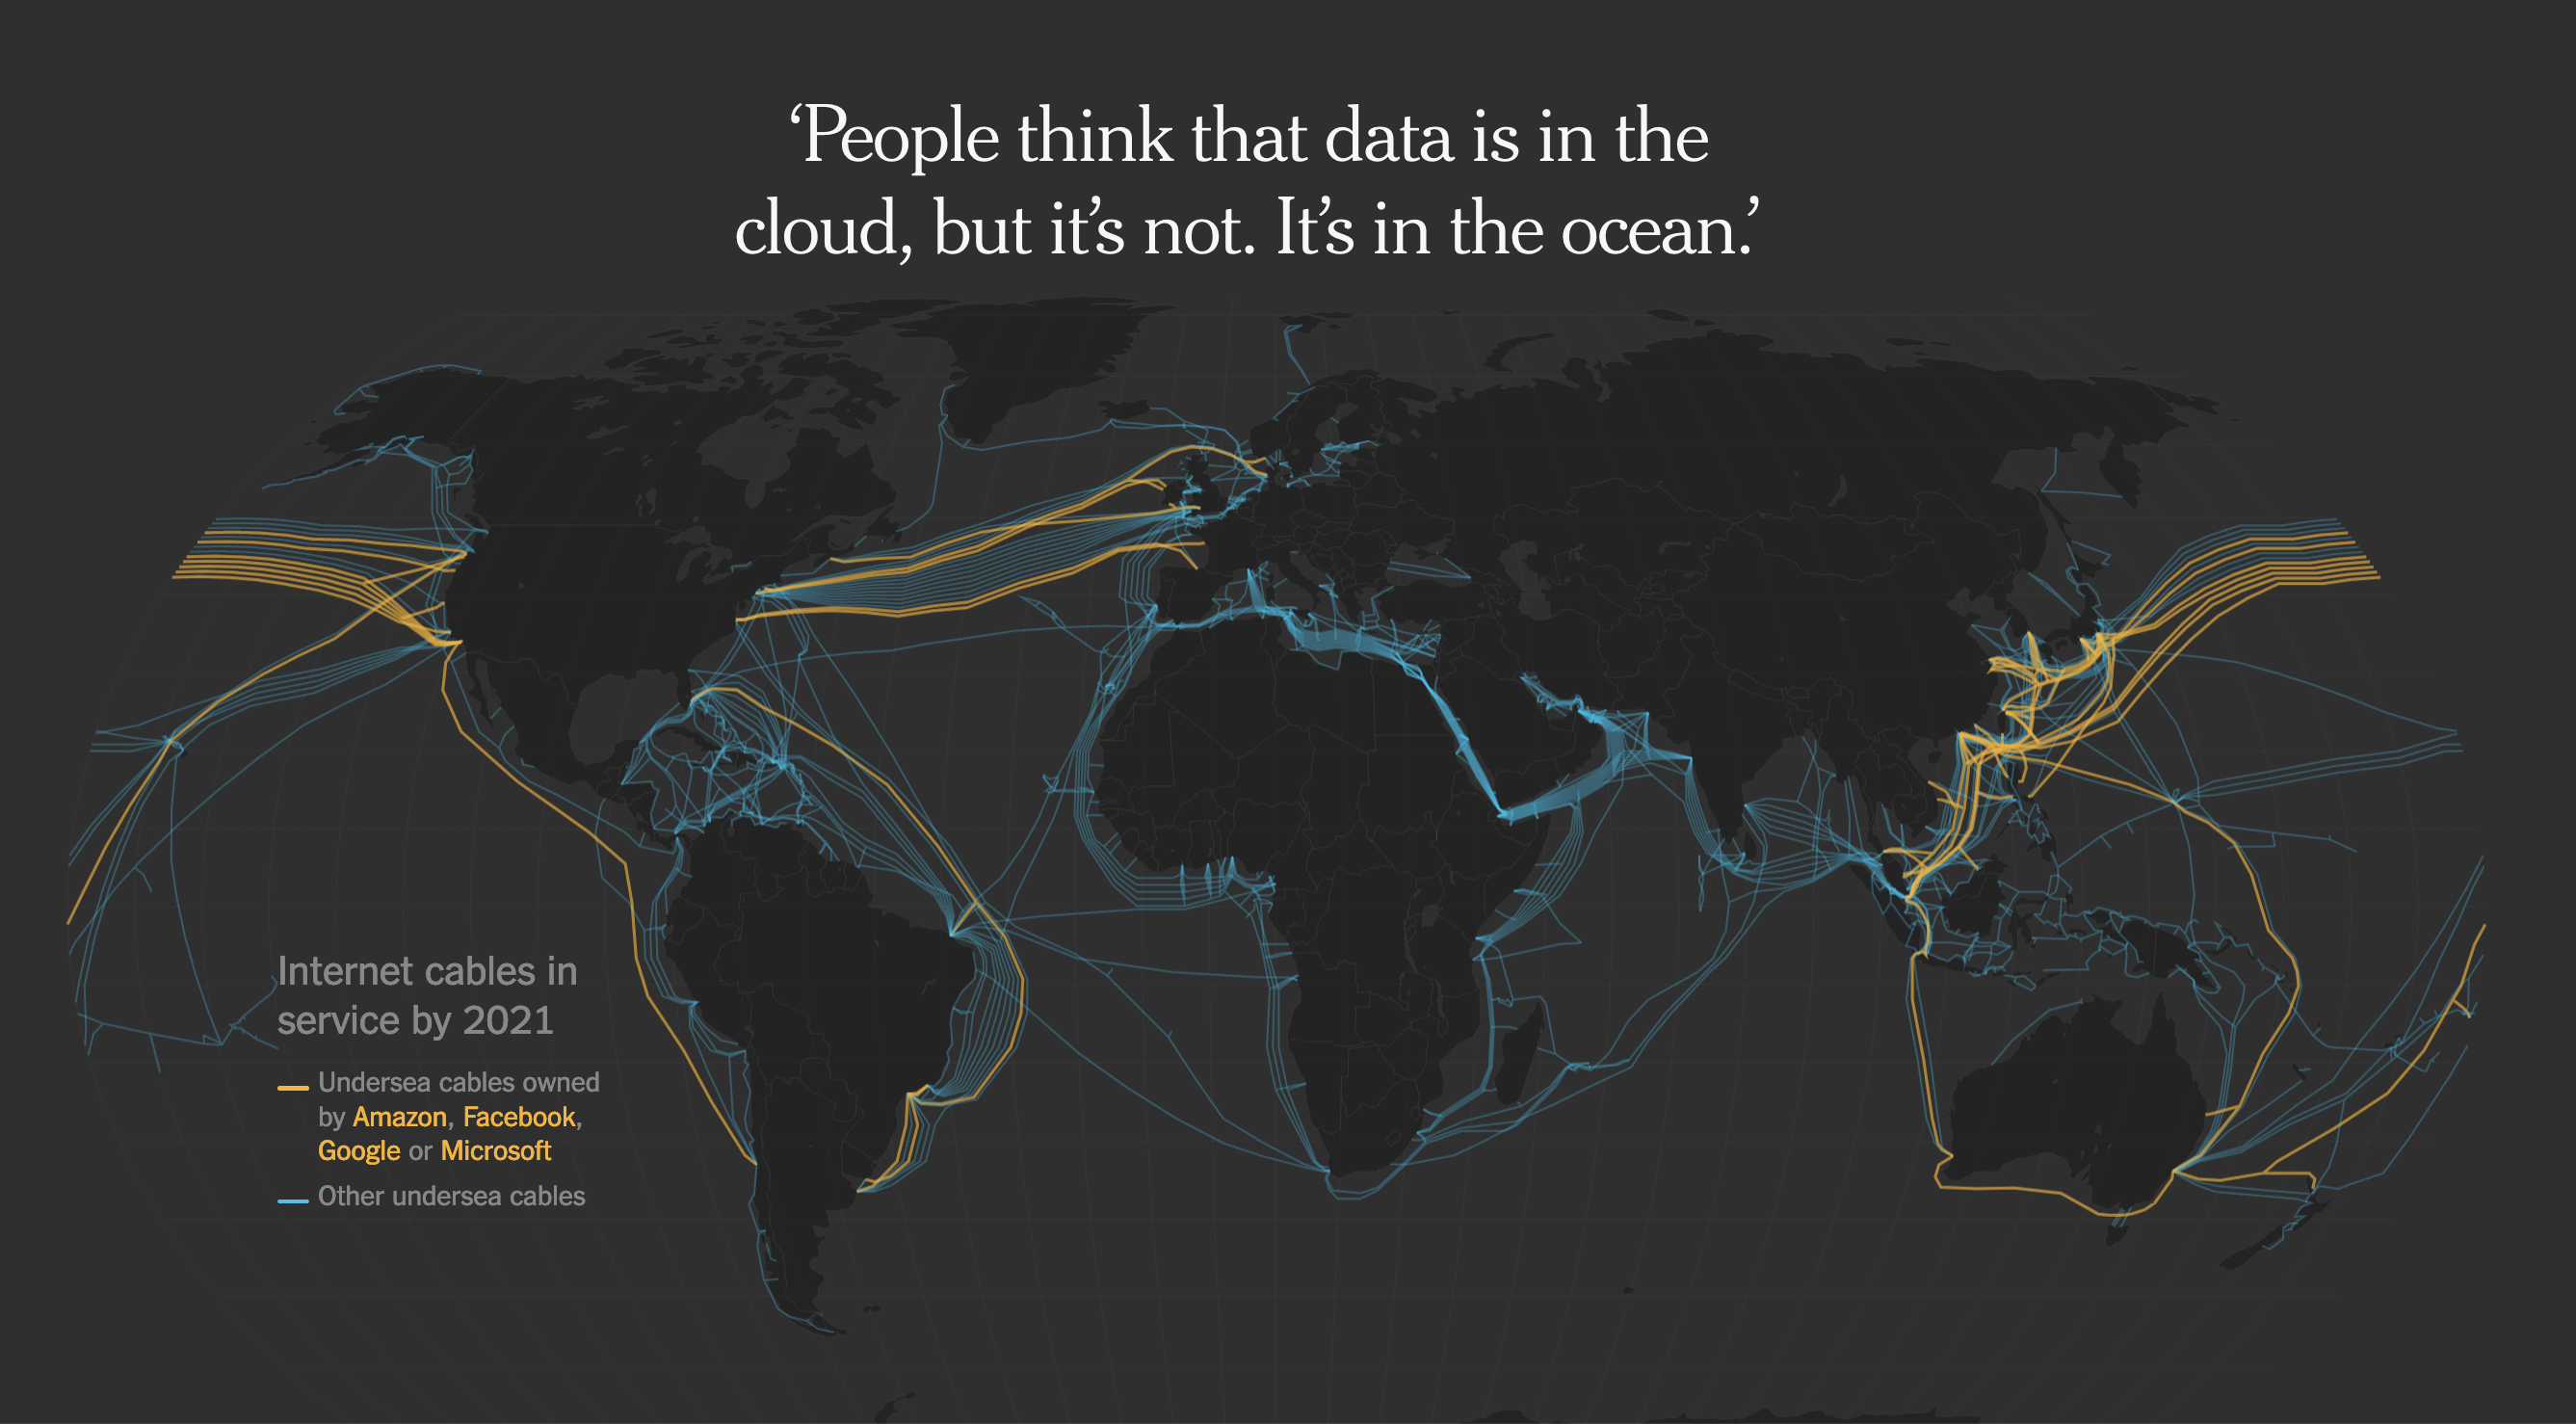 ‘People think that data is in the
cloud, but it’s not. It’s in the ocean.’
Internet cables in
service by 2021
Undersea cables owned
by Amazon, Facebook,
Google or Microsoft
Other undersea cables